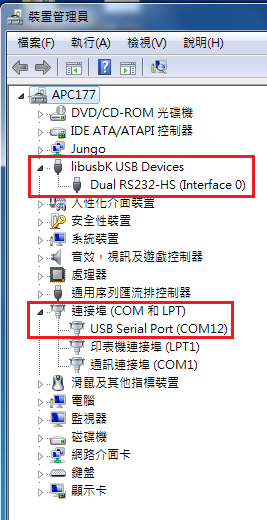 裝置管理員
檔案(F) 執行(A) 檢視(V) 說明(H)
APC177
DVD/CD-ROM 光碟機
IDE ATA/ATAPI 控制器
Jungo
libusbK USB Devices
Dual RS232-HS (Interface 0)
人性化介面裝置
安全性裝置
系統裝置
音效，視訊及遊戲控制器
處理器
通用序列匯流排控制器
連接埠 (COM 和 LPT)
USB Serial Port (COM12)
印表機連接埠 (LPT1)
通訊連接埠 (COM1)
滑鼠及其他指標裝置
電腦
監視器
磁碟機
網路介面卡
鍵盤
顯示卡